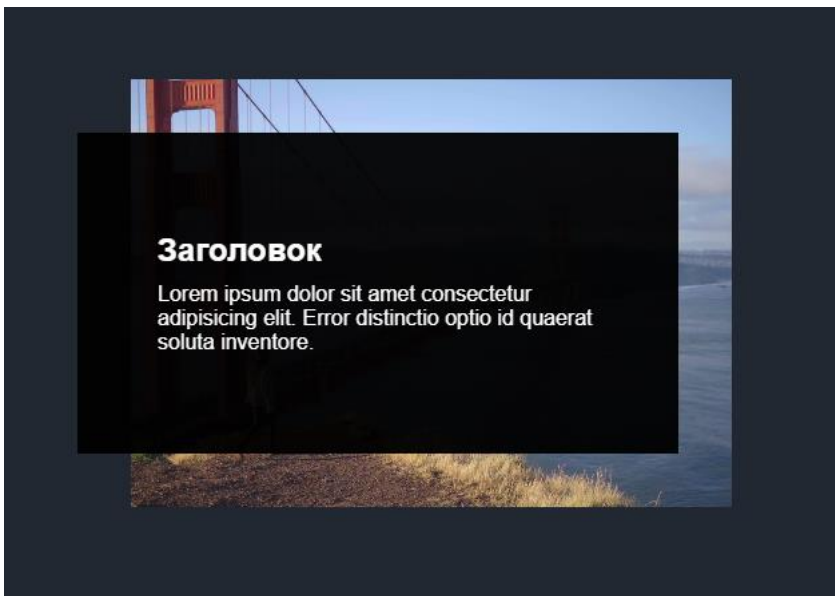 Заголовок
Lorem ipsum dolor sit amet consectetur
adipisicing elit. Error distinctio optio id quaerat
soluta inventore.